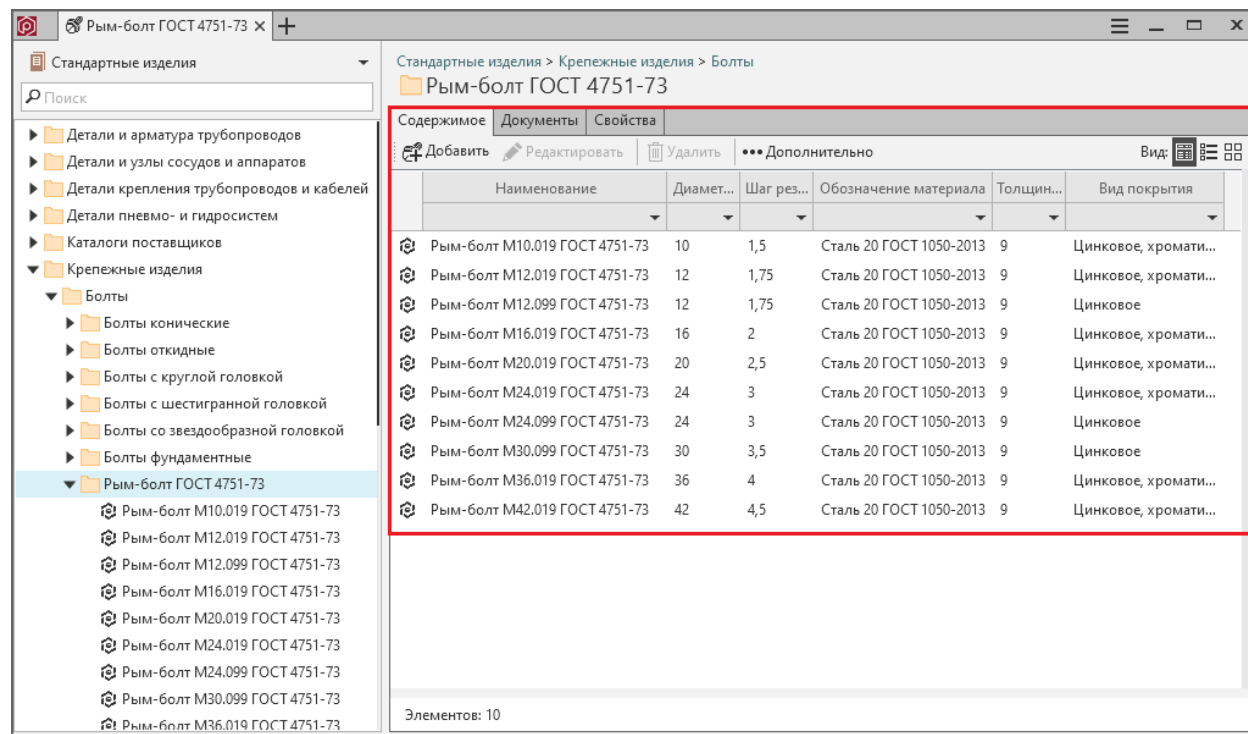 Рым-болт ГОСТ 4751-73
Стандартные изделия
Поиск
Детали и арматура трубопроводов
Детали и узлы сосудов и аппаратов
Детали крепления трубопроводов и кабелей
Детали пневмо- и гидросистем
Каталоги поставщиков
Крепежные изделия
Болты
Болты конические
Болты откидные
Болты с круглой головкой
Болты с шестигранной головкой
Болты со звездообразной головкой
Болты фундаментные
Рым-болт ГОСТ 4751-73
Рым-болт М10.019 ГОСТ 4751-73
Рым-болт М12.019 ГОСТ 4751-73
Рым-болт М12.099 ГОСТ 4751-73
Рым-болт М16.019 ГОСТ 4751-73
Рым-болт М20.019 ГОСТ 4751-73
Рым-болт М24.019 ГОСТ 4751-73
Рым-болт М24.099 ГОСТ 4751-73
Рым-болт М30.099 ГОСТ 4751-73
Рым-болт М36.019 ГОСТ 4751-73
Стандартные изделия > Крепежные изделия > Болты
Рым-болт ГОСТ 4751-73
Содержимое Документы Свойства
Добавить Редактировать Удалить ••• Дополнительно Вид:
Наименование Диамет... Шаг рез... Обозначение материала Толщин... Вид покрытия
Рым-болт М10.019 ГОСТ 4751-73 10 1,5 Сталь 20 ГОСТ 1050-2013 9 Цинковое, хромати...
Рым-болт М12.019 ГОСТ 4751-73 12 1,75 Сталь 20 ГОСТ 1050-2013 9 Цинковое, хромати...
Рым-болт М12.099 ГОСТ 4751-73 12 1,75 Сталь 20 ГОСТ 1050-2013 9 Цинковое
Рым-болт М16.019 ГОСТ 4751-73 16 2 Сталь 20 ГОСТ 1050-2013 9 Цинковое, хромати...
Рым-болт М20.019 ГОСТ 4751-73 20 2,5 Сталь 20 ГОСТ 1050-2013 9 Цинковое, хромати...
Рым-болт М24.019 ГОСТ 4751-73 24 3 Сталь 20 ГОСТ 1050-2013 9 Цинковое, хромати...
Рым-болт М24.099 ГОСТ 4751-73 24 3 Сталь 20 ГОСТ 1050-2013 9 Цинковое
Рым-болт М30.099 ГОСТ 4751-73 30 3,5 Сталь 20 ГОСТ 1050-2013 9 Цинковое
Рым-болт М36.019 ГОСТ 4751-73 36 4 Сталь 20 ГОСТ 1050-2013 9 Цинковое, хромати...
Рым-болт М42.019 ГОСТ 4751-73 42 4,5 Сталь 20 ГОСТ 1050-2013 9 Цинковое, хромати...
Элементов: 10